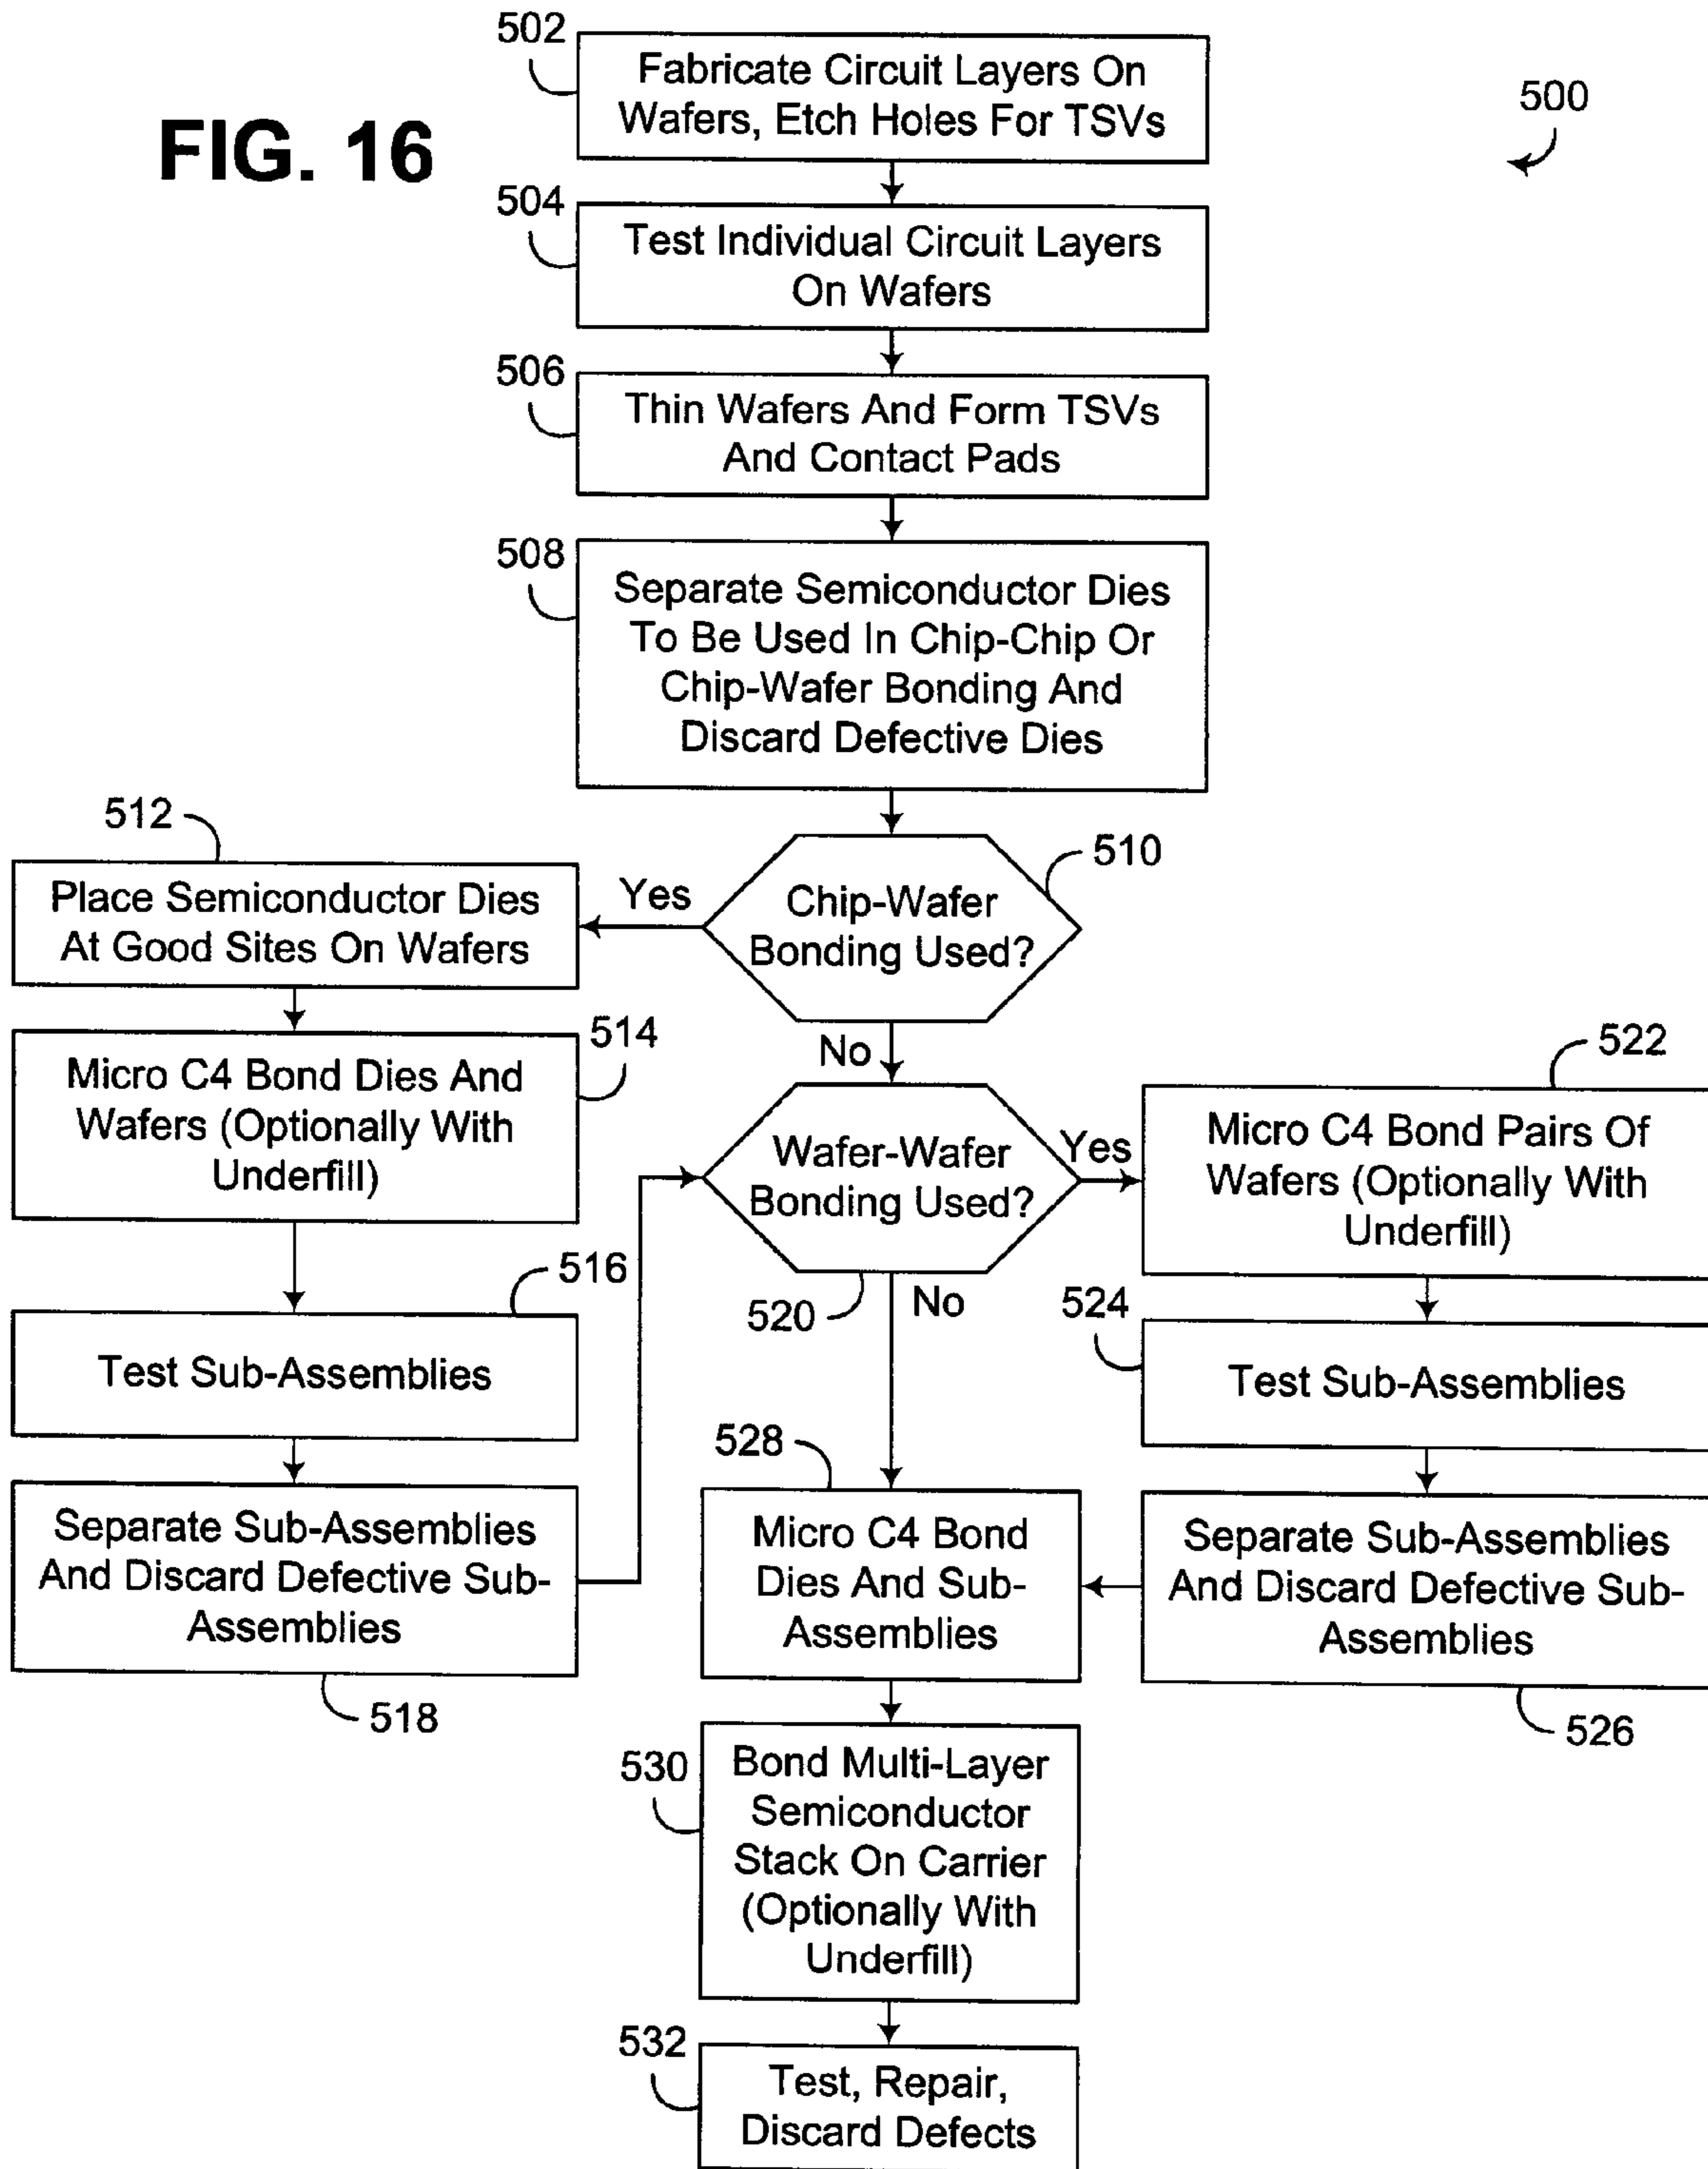 FIG. 16
500
502
Fabricate Circuit Layers On
Wafers, Etch Holes For TSVs
504
Test Individual Circuit Layers
On Wafers
506
Thin Wafers And Form TSVs
And Contact Pads
508
Separate Semiconductor Dies
To Be Used In Chip-Chip Or
Chip-Wafer Bonding And
Discard Defective Dies
510
Chip-Wafer
Bonding Used?
Yes
No
512
Place Semiconductor Dies
At Good Sites On Wafers
514
Micro C4 Bond Dies And
Wafers (Optionally With
Underfill)
516
Test Sub-Assemblies
518
Separate Sub-Assemblies
And Discard Defective Sub-
Assemblies
520
Wafer-Wafer
Bonding Used?
Yes
No
522
Micro C4 Bond Pairs Of
Wafers (Optionally With
Underfill)
524
Test Sub-Assemblies
526
Separate Sub-Assemblies
And Discard Defective Sub-
Assemblies
528
Micro C4 Bond
Dies And Sub-
Assemblies
530
Bond Multi-Layer
Semiconductor
Stack On Carrier
(Optionally With
Underfill)
532
Test, Repair,
Discard Defects